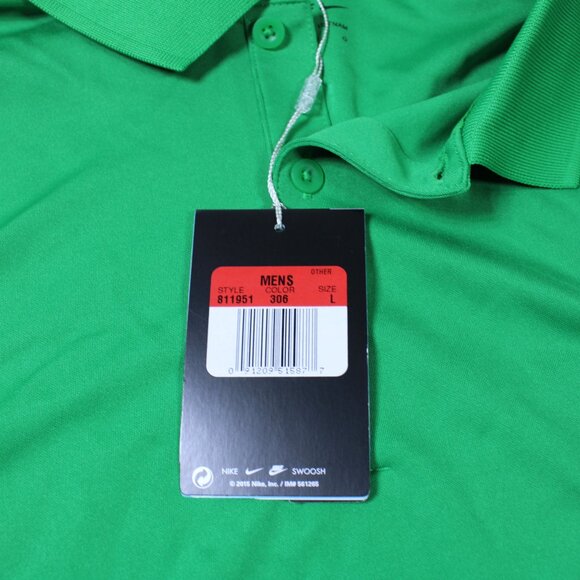 OTHER
MENS
STYLE COLOR SIZE
811951 306 L
0 91209 51587 7
NIKE SWOOSH
© 2015 Nike, Inc. / IM# 561265